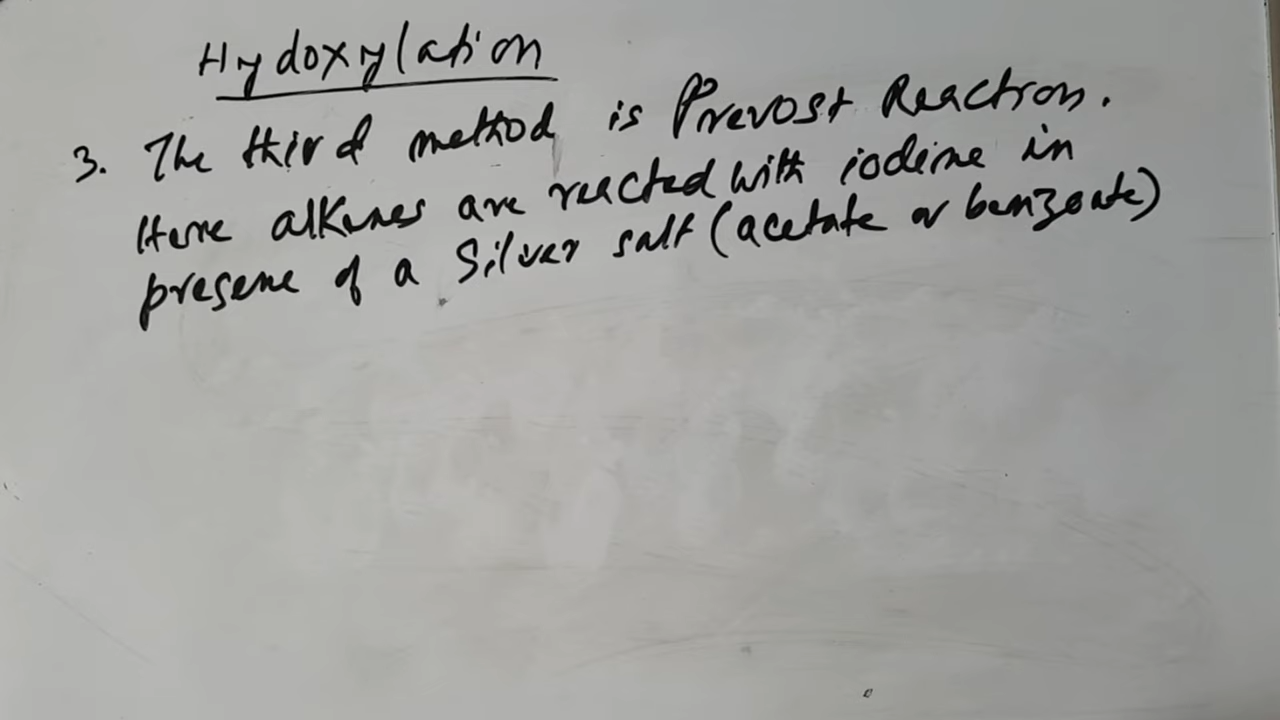 Hydoxylation
3. The third method is Prevost Reaction.
Here alkenes are reacted with iodine in
presene of a Silver salt (acetate or benzoate)